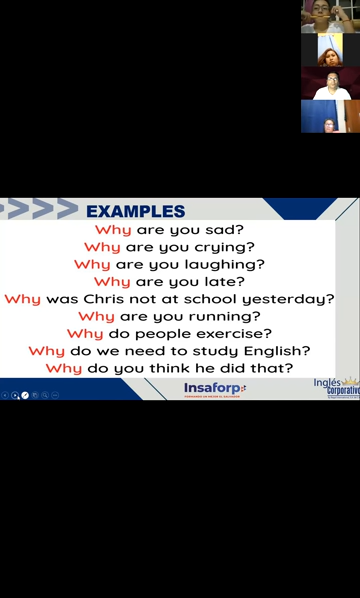 EXAMPLES
Why are you sad?
Why are you crying?
Why are you laughing?
Why are you late?
Why was Chris not at school yesterday?
Why are you running?
Why do people exercise?
Why do we need to study English?
Why do you think he did that?
Insaforp
Inglés
Corporativo